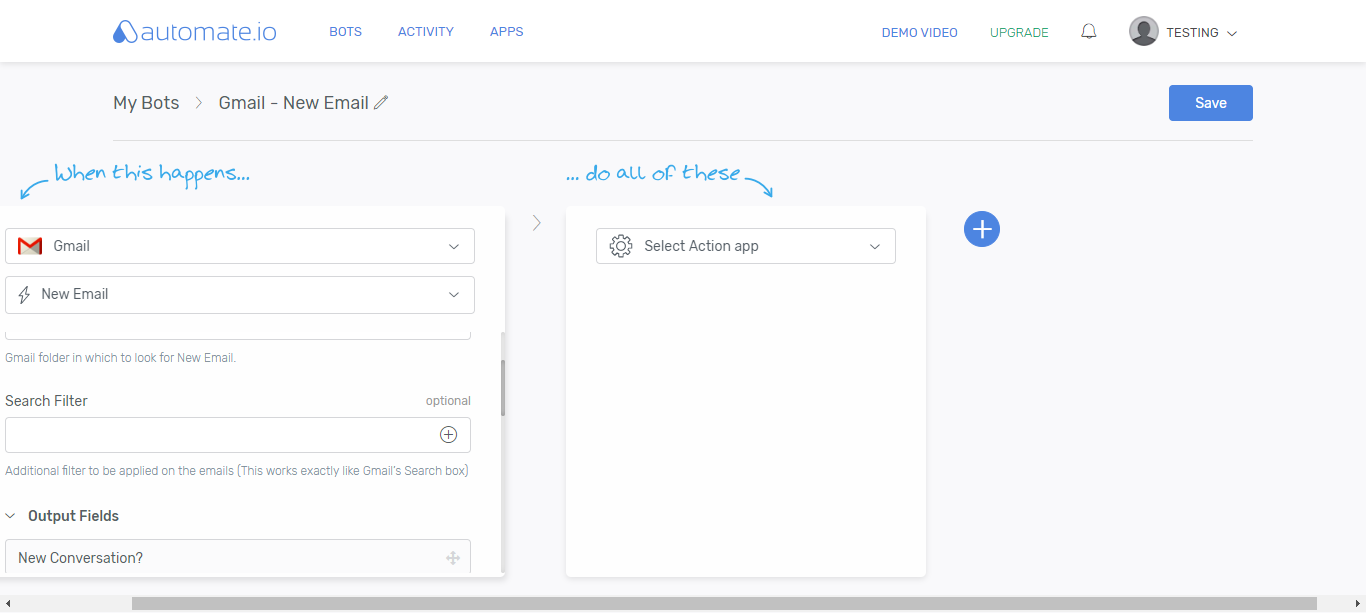 automate.io BOTS ACTIVITY APPS DEMO VIDEO UPGRADE TESTING
My Bots Gmail - New Email Save
When this happens... ... do all of these
Gmail Select Action app
New Email
Gmail folder in which to look for New Email.
Search Filter optional
Additional filter to be applied on the emails (This works exactly like Gmail's Search box)
Output Fields
New Conversation?